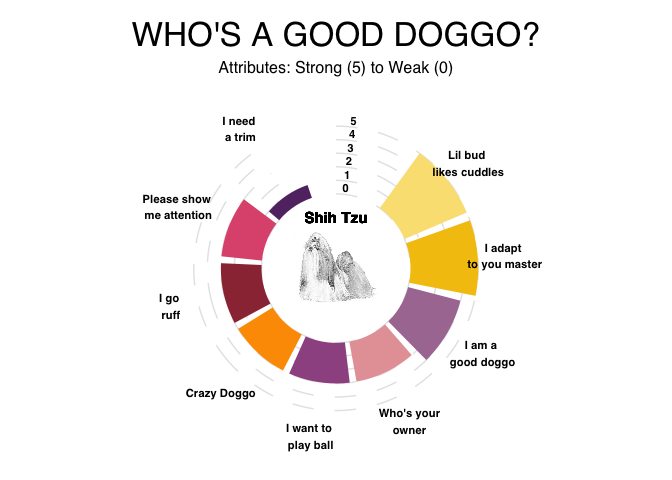 WHO'S A GOOD DOGGO?
Attributes: Strong (5) to Weak (0)
I need
a trim
5
4
3
2
1
0
Lil bud
likes cuddles
Please show
me attention
Shih Tzu
I adapt
to you master
I go
ruff
I am a
good doggo
Crazy Doggo
Who's your
owner
I want to
play ball